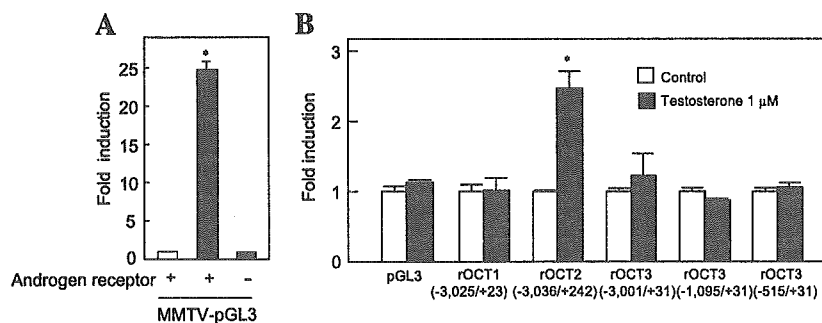 A
Fold induction
25
20
15
10
5
0
Androgen receptor + + −
MMTV-pGL3
B
Fold induction
3
2
1
0
*
*
Control
Testosterone 1 µM
pGL3 rOCT1 rOCT2 rOCT3 rOCT3 rOCT3
(-3,025/+23) (-3,036/+242) (-3,001/+31) (-1,095/+31) (-515/+31)